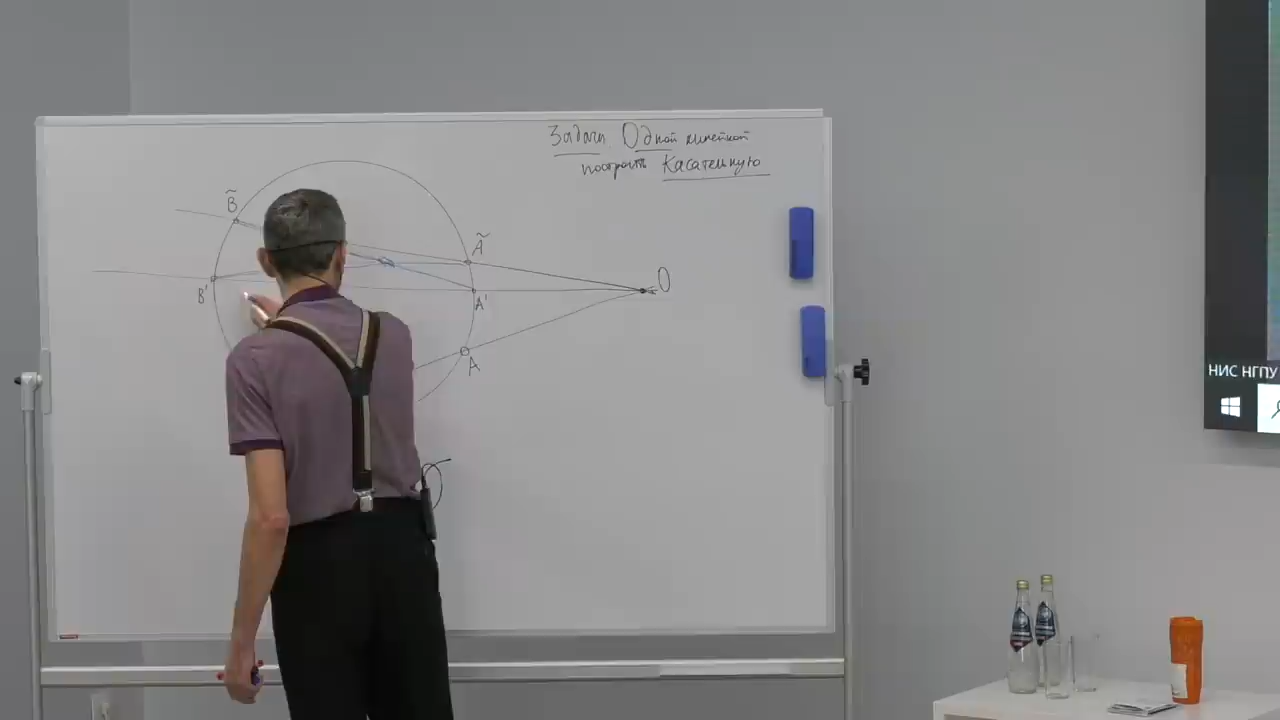 Задача Одной линейкой
построить касательную
B̃
Ã
O
B'
A'
A
НИС НГПУ